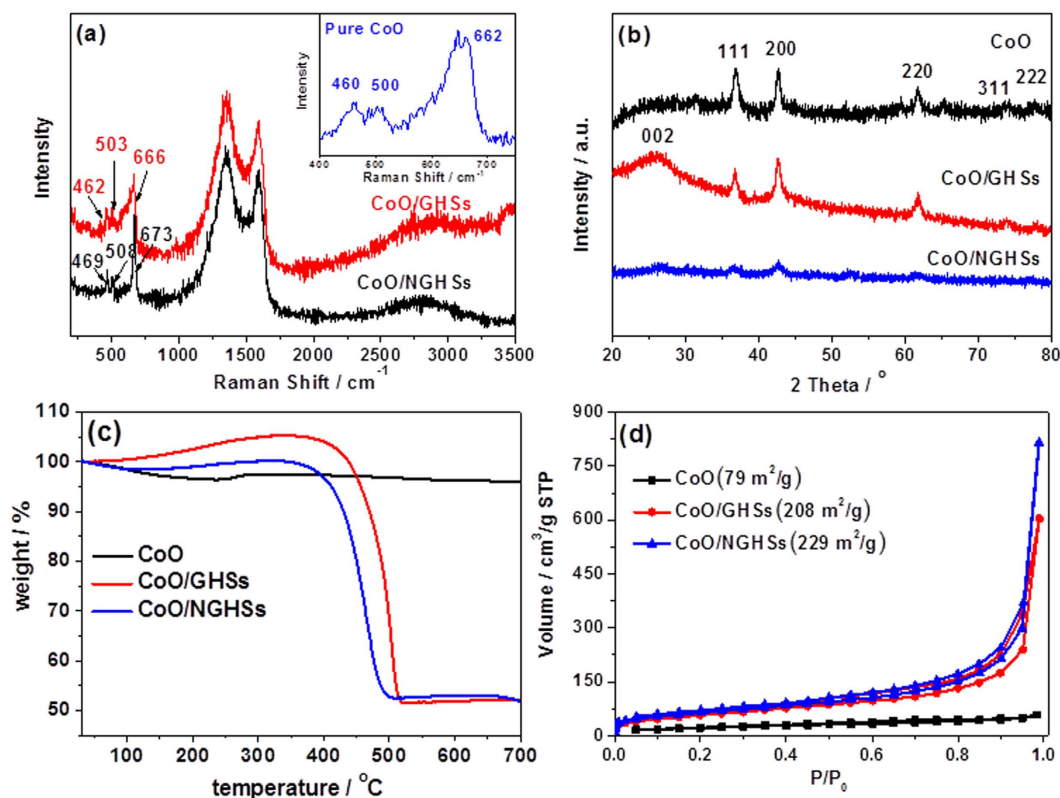 (a)
Pure CoO
662
460
500
Intensity
400
500
600
700
Raman Shift / cm-1
503
666
462
CoO/GHSs
673
508
469
CoO/NGHSs
Intensity
500
1000
1500
2000
2500
3000
3500
Raman Shift / cm-1
(b)
CoO
111
200
220
311
222
002
CoO/GHSs
CoO/NGHSs
Intensity / a.u.
20
30
40
50
60
70
80
2 Theta / °
(c)
110
100
90
80
70
60
50
weight / %
CoO
CoO/GHSs
CoO/NGHSs
100
200
300
400
500
600
700
temperature / °C
(d)
900
750
600
450
300
150
0
Volume / cm3/g STP
CoO (79 m2/g)
CoO/GHSs (208 m2/g)
CoO/NGHSs (229 m2/g)
0.0
0.2
0.4
0.6
0.8
1.0
P/P0